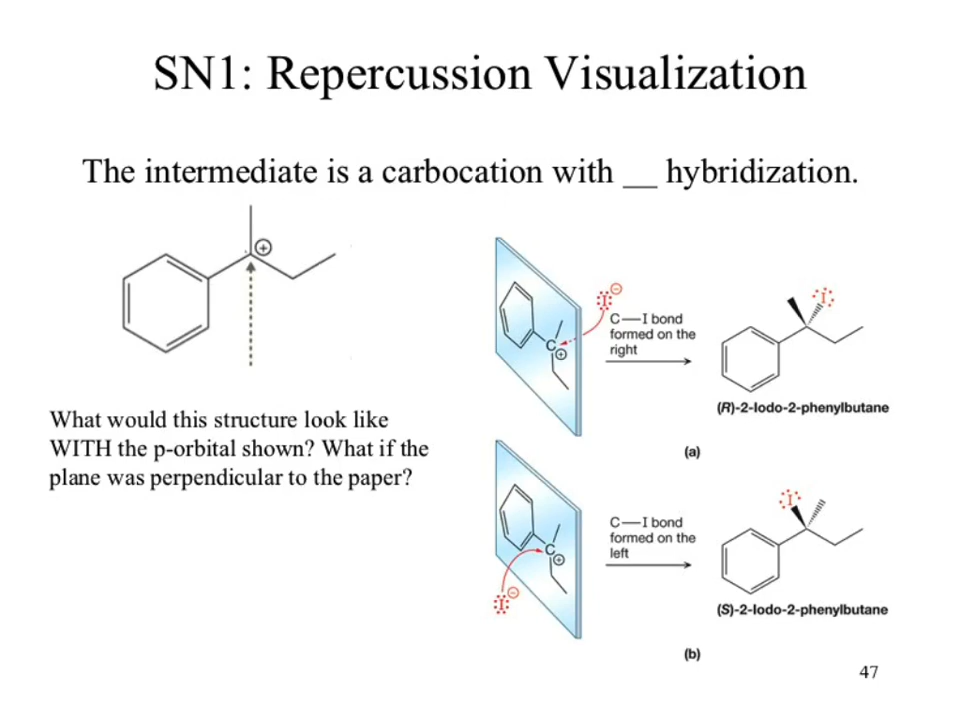 SN1: Repercussion Visualization
The intermediate is a carbocation with __ hybridization.
⊕
What would this structure look like
WITH the p-orbital shown? What if the
plane was perpendicular to the paper?
C
⊕
I
⊖
C—I bond
formed on the
right
I
(R)-2-Iodo-2-phenylbutane
(a)
C
⊕
I
⊖
C—I bond
formed on the
left
I
(S)-2-Iodo-2-phenylbutane
(b)
47